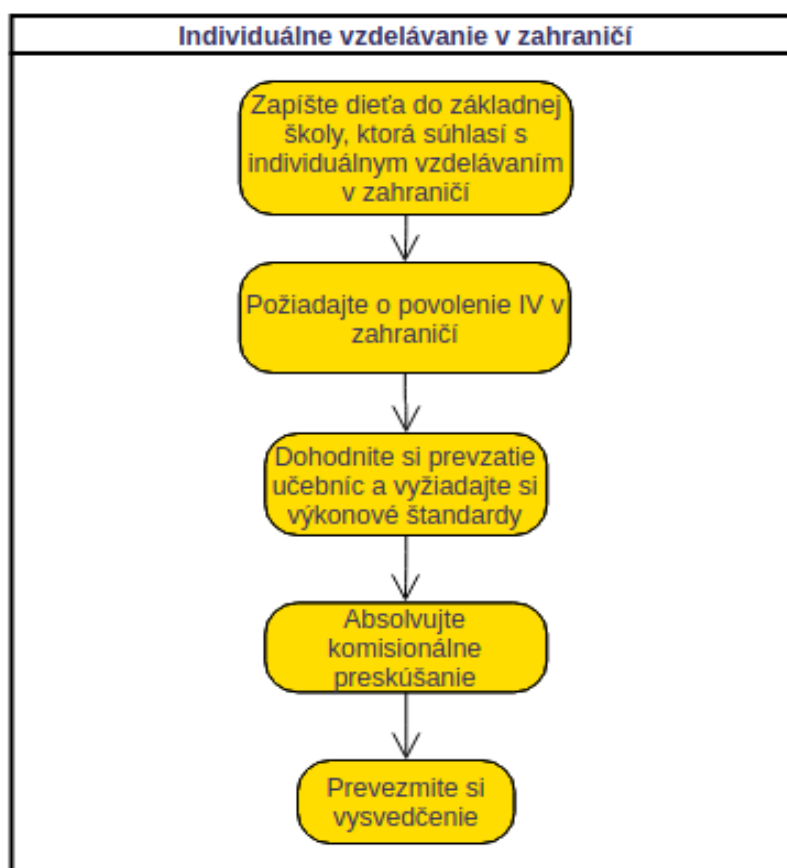 Individuálne vzdelávanie v zahraničí
Zapíšte dieťa do základnej
školy, ktorá súhlasí s
individuálnym vzdelávaním
v zahraničí
Požiadajte o povolenie IV v
zahraničí
Dohodnite si prevzatie
učebníc a vyžiadajte si
výkonové štandardy
Absolvujte
komisionálne
preskúšanie
Prevezmite si
vysvedčenie